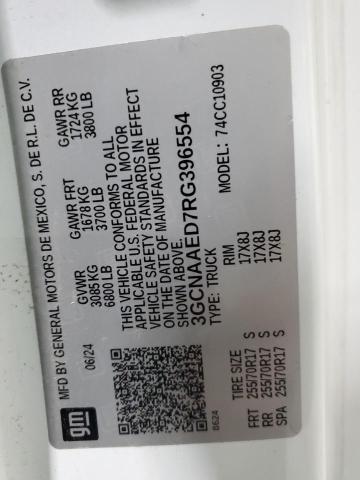 MFD BY GENERAL MOTORS DE MEXICO, S. DE R.L. DE C.V.
06/24
GVWR GAWR FRT GAWR RR
3085KG 1678 KG 1724 KG
6800 LB 3700 LB 3800 LB
THIS VEHICLE CONFORMS TO ALL
APPLICABLE U.S. FEDERAL MOTOR
VEHICLE SAFETY STANDARDS IN EFFECT
ON THE DATE OF MANUFACTURE
SHOWN ABOVE.
3GCNAAED7RG396554
TYPE: TRUCK MODEL: 74CC10903
gm
8624
TIRE SIZE RIM
FRT 255/70R17 S 17X8J
RR 255/70R17 S 17X8J
SPA 255/70R17 S 17X8J